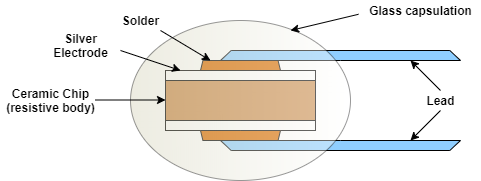 Glass capsulation
Solder
Silver
Electrode
Ceramic Chip
(resistive body)
Lead